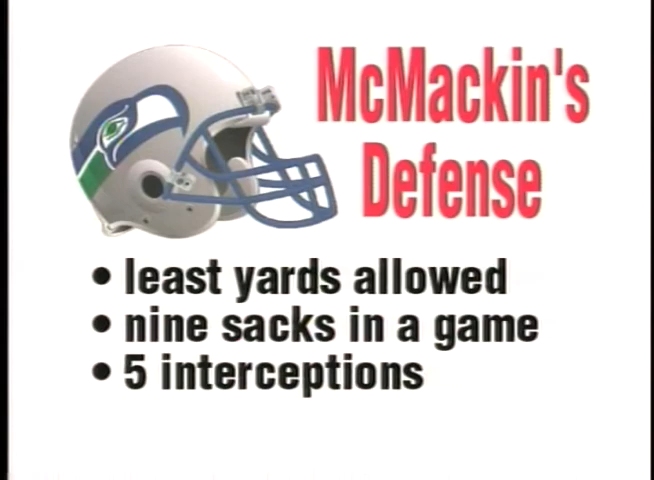 McMackin's
Defense
• least yards allowed
• nine sacks in a game
• 5 interceptions